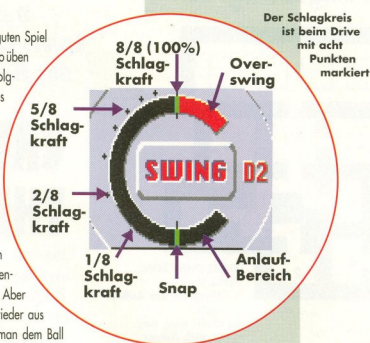 Der Schlagkreis
ist beim Drive
mit acht
Punkten
markiert
8/8 (100%)
Schlag-
kraft
Over-
swing
5/8
Schlag-
kraft
SWING
D2
2/8
Schlag-
kraft
1/8
Schlag-
kraft
Snap
Anlauf-
Bereich
guten Spiel
üben
s
Aber
ieder aus
man dem Ball